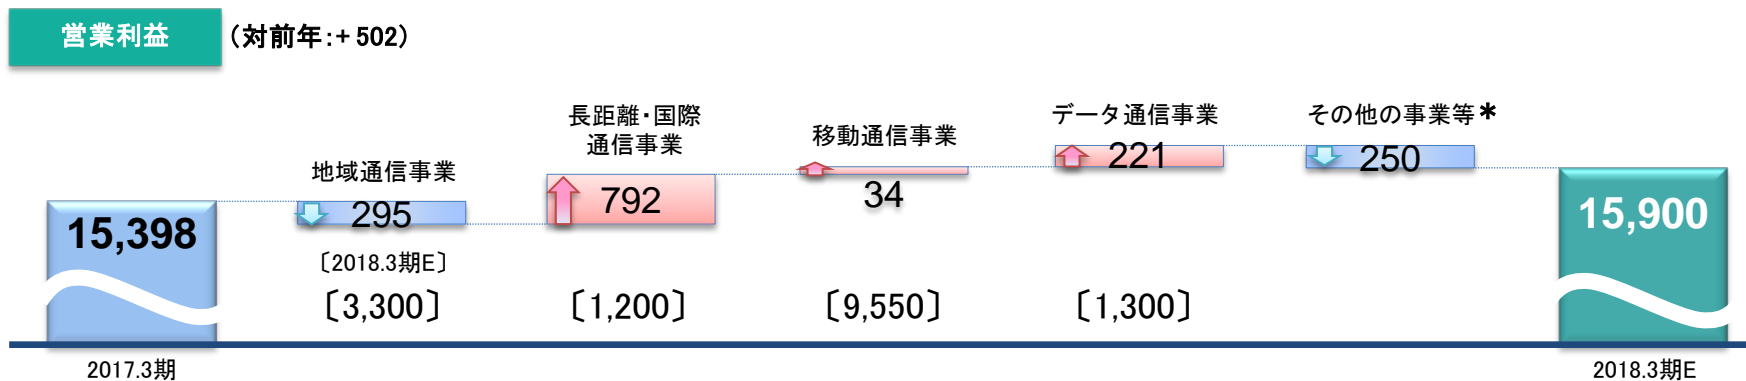 営業利益
（対前年：＋502）
地域通信事業
295
〔2018.3期E〕
〔3,300〕
長距離・国際
通信事業
792
〔1,200〕
移動通信事業
34
〔9,550〕
データ通信事業
221
〔1,300〕
その他の事業等＊
250
15,398
2017.3期
15,900
2018.3期E